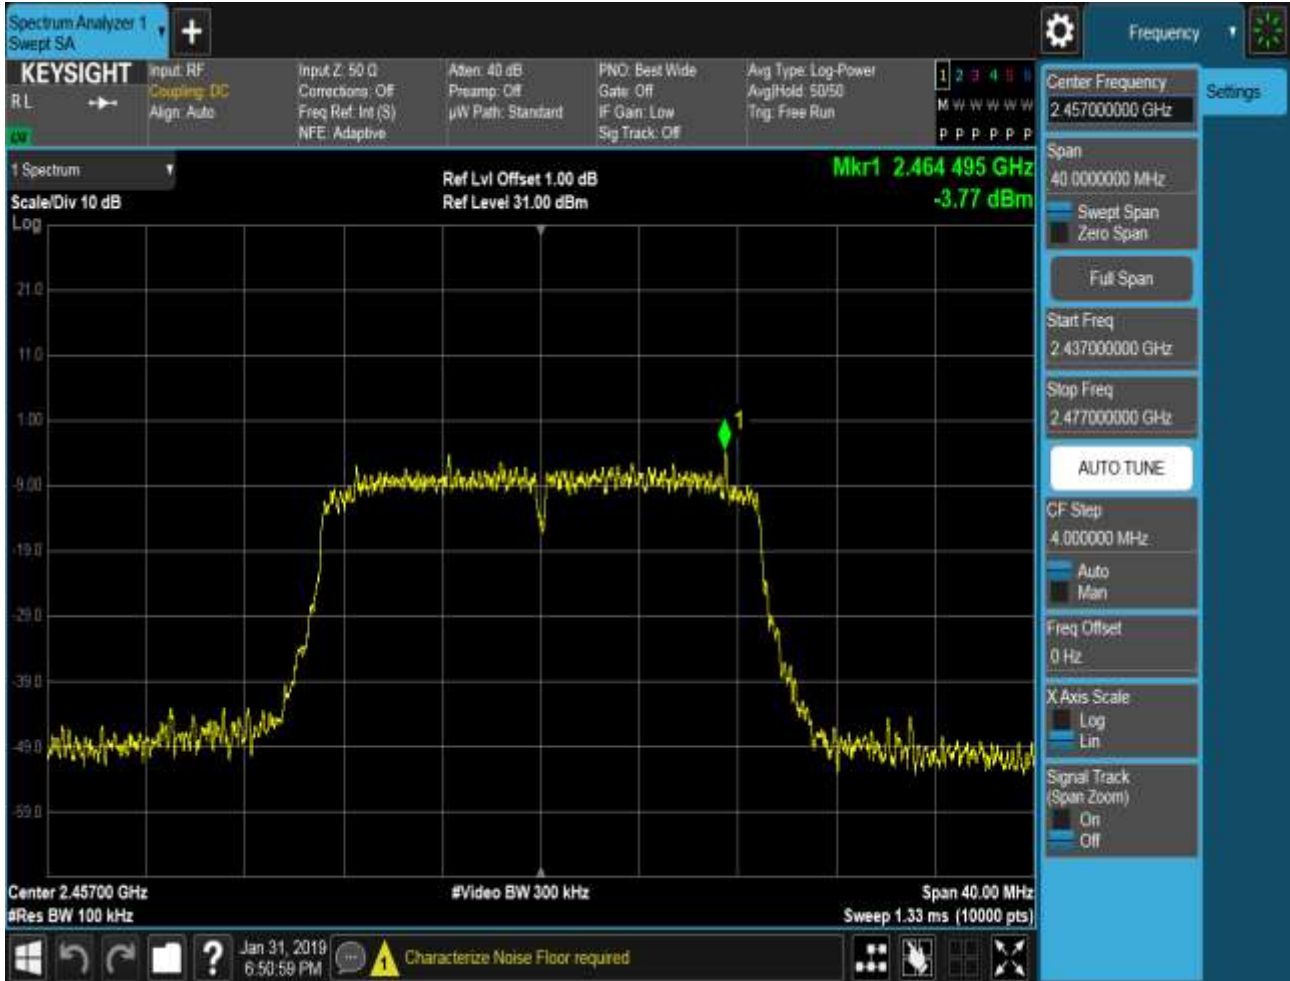 Spectrum Analyzer 1
Swept SA
Frequency
KEYSIGHT
R L
Input: RF
Coupling: DC
Align: Auto
Input Z: 50 Ω
Corrections: Off
Freq Ref: Int (S)
NFE: Adaptive
Atten: 40 dB
Preamp: Off
µW Path: Standard
PNO: Best Wide
Gate: Off
IF Gain: Low
Sig Track: Off
Avg Type: Log-Power
Avg|Hold: 50/50
Trig: Free Run
1 2 3 4 5 6
M W W W W W
P P P P P P
1 Spectrum
Scale/Div 10 dB
Log
Ref Lvl Offset 1.00 dB
Ref Level 31.00 dBm
Mkr1 2.464 495 GHz
-3.77 dBm
21.0
11.0
1.00
-9.00
-19.0
-29.0
-39.0
-49.0
-59.0
1
Center 2.45700 GHz
#Res BW 100 kHz
#Video BW 300 kHz
Span 40.00 MHz
Sweep 1.33 ms (10000 pts)
Jan 31, 2019
6:50:59 PM
1
Characterize Noise Floor required
Center Frequency
2.457000000 GHz
Settings
Span
40.0000000 MHz
Swept Span
Zero Span
Full Span
Start Freq
2.437000000 GHz
Stop Freq
2.477000000 GHz
AUTO TUNE
CF Step
4.000000 MHz
Auto
Man
Freq Offset
0 Hz
X Axis Scale
Log
Lin
Signal Track
(Span Zoom)
On
Off